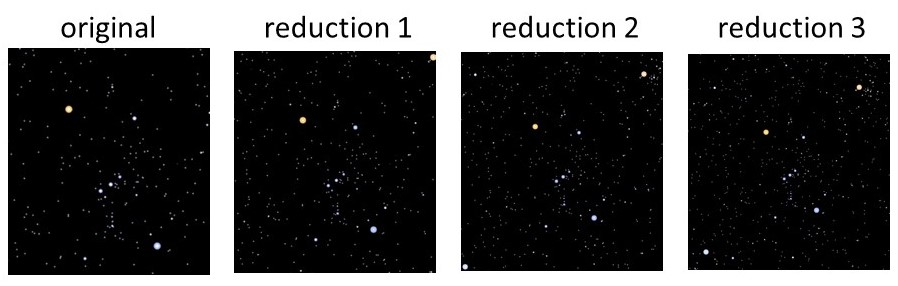 original
reduction 1
reduction 2
reduction 3